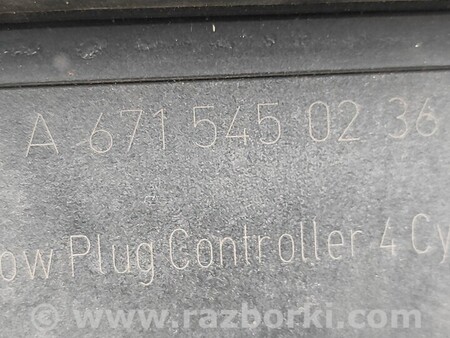 A 671 545 02 36
ow Plug Controller 4 Cy
www.razborki.com